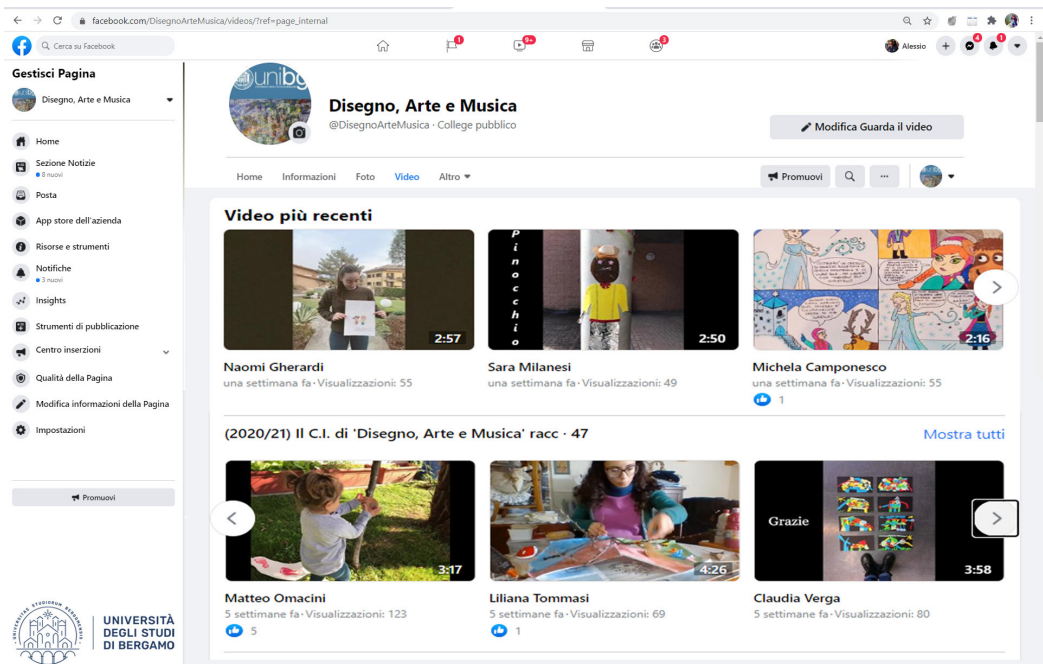 facebook.com/DisegnoArteMusica/videos/?ref=page_internal
Cerca su Facebook
1
9+
3
Alessio
4
1
Gestisci Pagina
Disegno, Arte e Musica
Home
Sezione Notizie
8 nuovi
Posta
App store dell'azienda
Risorse e strumenti
Notifiche
3 nuovi
Insights
Strumenti di pubblicazione
Centro inserzioni
Qualità della Pagina
Modifica informazioni della Pagina
Impostazioni
Promuovi
UNIVERSITÀ
DEGLI STUDI
DI BERGAMO
unibg
Disegno, Arte e Musica
@DisegnoArteMusica · College pubblico
Modifica Guarda il video
Home Informazioni Foto Video Altro
Promuovi
Video più recenti
2:57
Pinocchio
2:50
2:16
Naomi Gherardi
una settimana fa · Visualizzazioni: 55
Sara Milanesi
una settimana fa · Visualizzazioni: 49
Michela Camponesco
una settimana fa · Visualizzazioni: 55
1
(2020/21) Il C.I. di 'Disegno, Arte e Musica' racc · 47
Mostra tutti
3:17
4:26
Grazie
3:58
Matteo Omacini
5 settimane fa · Visualizzazioni: 123
5
Liliana Tommasi
5 settimane fa · Visualizzazioni: 69
1
Claudia Verga
5 settimane fa · Visualizzazioni: 80